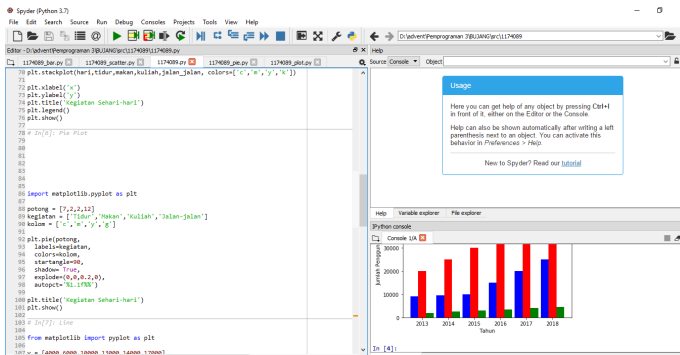 Spyder (Python 3.7)
File Edit Search Source Run Debug Consoles Projects Tools View Help
D:\advent\Pemprograman 3\BUJANG\src\1174089
Editor - D:\advent\Pemprograman 3\BUJANG\src\1174089\1174089.py
1174089_bar.py 1174089_scatter.py 1174089.py 1174089_pie.py 1174089_plot.py
70 plt.stackplot(hari,tidur,makan,kuliah,jalan_jalan, colors=['c','m','y','k'])
71
72 plt.xlabel('x')
73 plt.ylabel('y')
74 plt.title('Kegiatan Sehari-hari')
75 plt.legend()
76 plt.show()
77
78 # In[6]: Pie Plot
79
80
81
82
83
84
85
86 import matplotlib.pyplot as plt
87
88 potong = [7,2,2,12]
89 kegiatan = ['Tidur','Makan','Kuliah','Jalan-jalan']
90 kolom = ['c','m','y','g']
91
92 plt.pie(potong,
93 labels=kegiatan,
94 colors=kolom,
95 startangle=90,
96 shadow= True,
97 explode=(0,0,0.2,0),
98 autopct='%1.1f%%')
99
100 plt.title('Kegiatan Sehari-hari')
101 plt.show()
102
103 # In[7]: Line
104
105 from matplotlib import pyplot as plt
106
107 y = [4000,6000,10000,13000,14000,17000]
Help
Source Console Object
Usage
Here you can get help of any object by pressing Ctrl+I
in front of it, either on the Editor or the Console.
Help can also be shown automatically after writing a left
parenthesis next to an object. You can activate this
behavior in Preferences > Help.
New to Spyder? Read our tutorial
Help Variable explorer File explorer
IPython console
Console 1/A
Jumlah Penggun
30000
20000
10000
0
2013 2014 2015 2016 2017 2018
Tahun
In [4]: